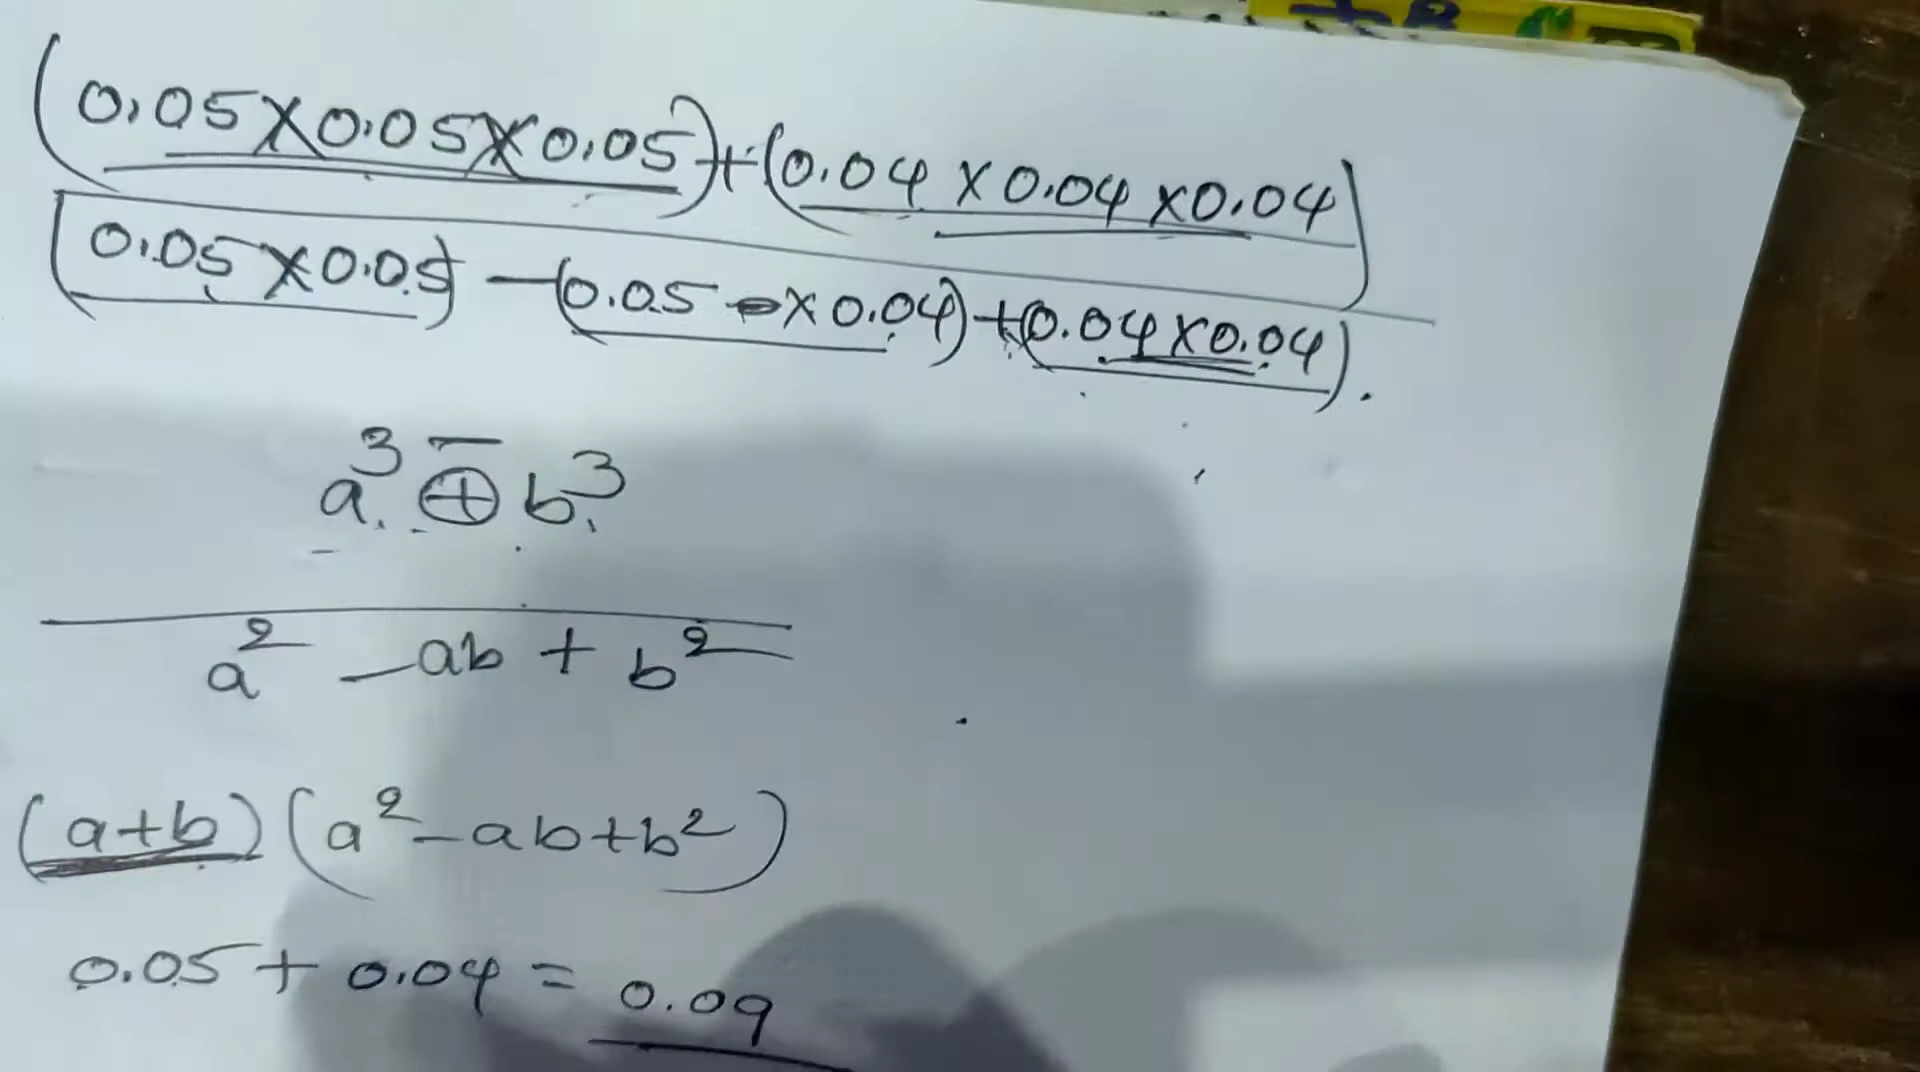 (0.05×0.05×0.05)+(0.04×0.04×0.04)
(0.05×0.05)-(0.05×0.04)+(0.04×0.04).
a³ + b³
a² - ab + b²
(a+b)(a²-ab+b²)
0.05 + 0.04 = 0.09